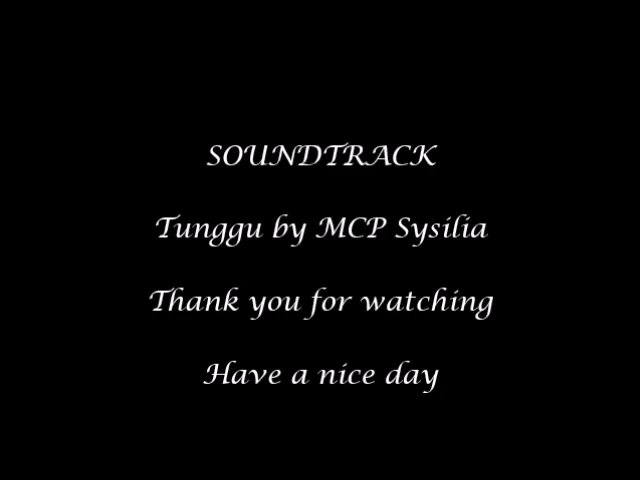 SOUNDTRACK
Tunggu by MCP Sysilia
Thank you for watching
Have a nice day